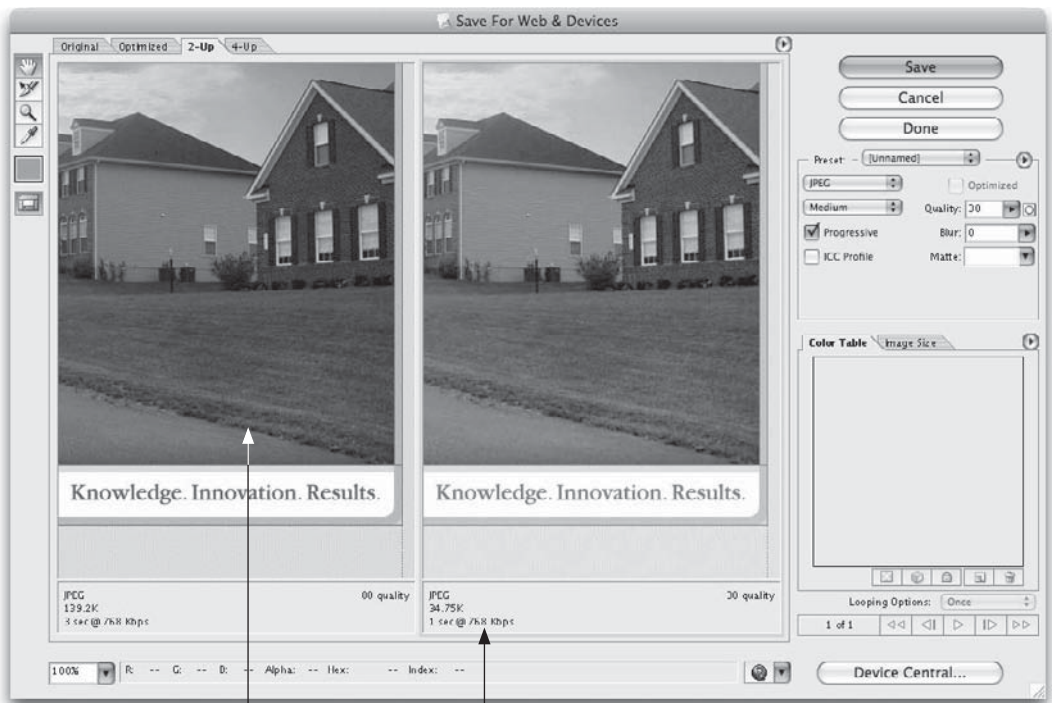 Save For Web & Devices
Original Optimized 2-Up 4-Up
Save
Cancel
Done
Preset: [Unnamed]
JPEG Optimized
Medium Quality: 30
Progressive Blur: 0
ICC Profile Matte:
Color Table Image Size
Knowledge. Innovation. Results.
Knowledge. Innovation. Results.
JPEG quality
139.2K
3 sec @ 768 Kbps
JPEG 30 quality
34.75K
1 sec @ 768 Kbps
Looping Options: Once
1 of 1
100% R: -- G: -- B: -- Alpha: -- Hex: -- Index: --
Device Central...